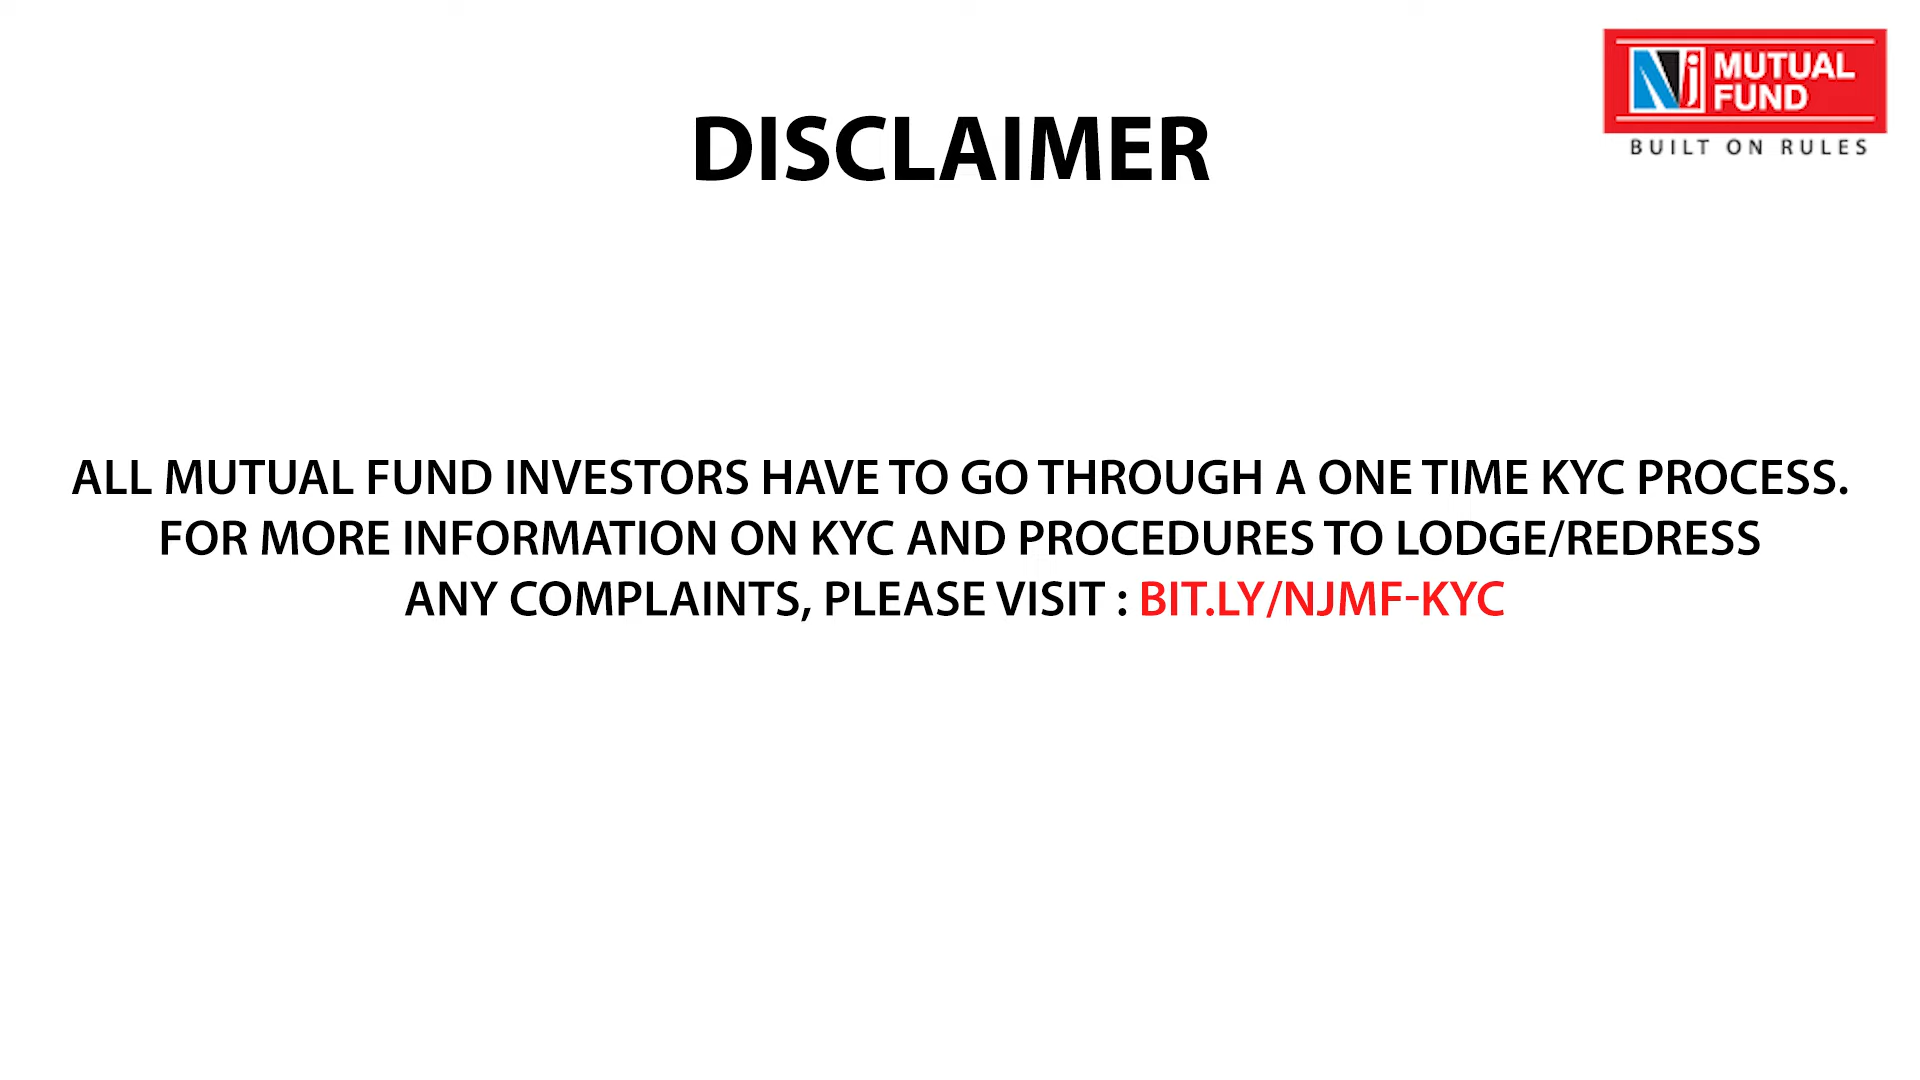 Nj MUTUAL
FUND
BUILT ON RULES
DISCLAIMER
ALL MUTUAL FUND INVESTORS HAVE TO GO THROUGH A ONE TIME KYC PROCESS.
FOR MORE INFORMATION ON KYC AND PROCEDURES TO LODGE/REDRESS
ANY COMPLAINTS, PLEASE VISIT : BIT.LY/NJMF-KYC